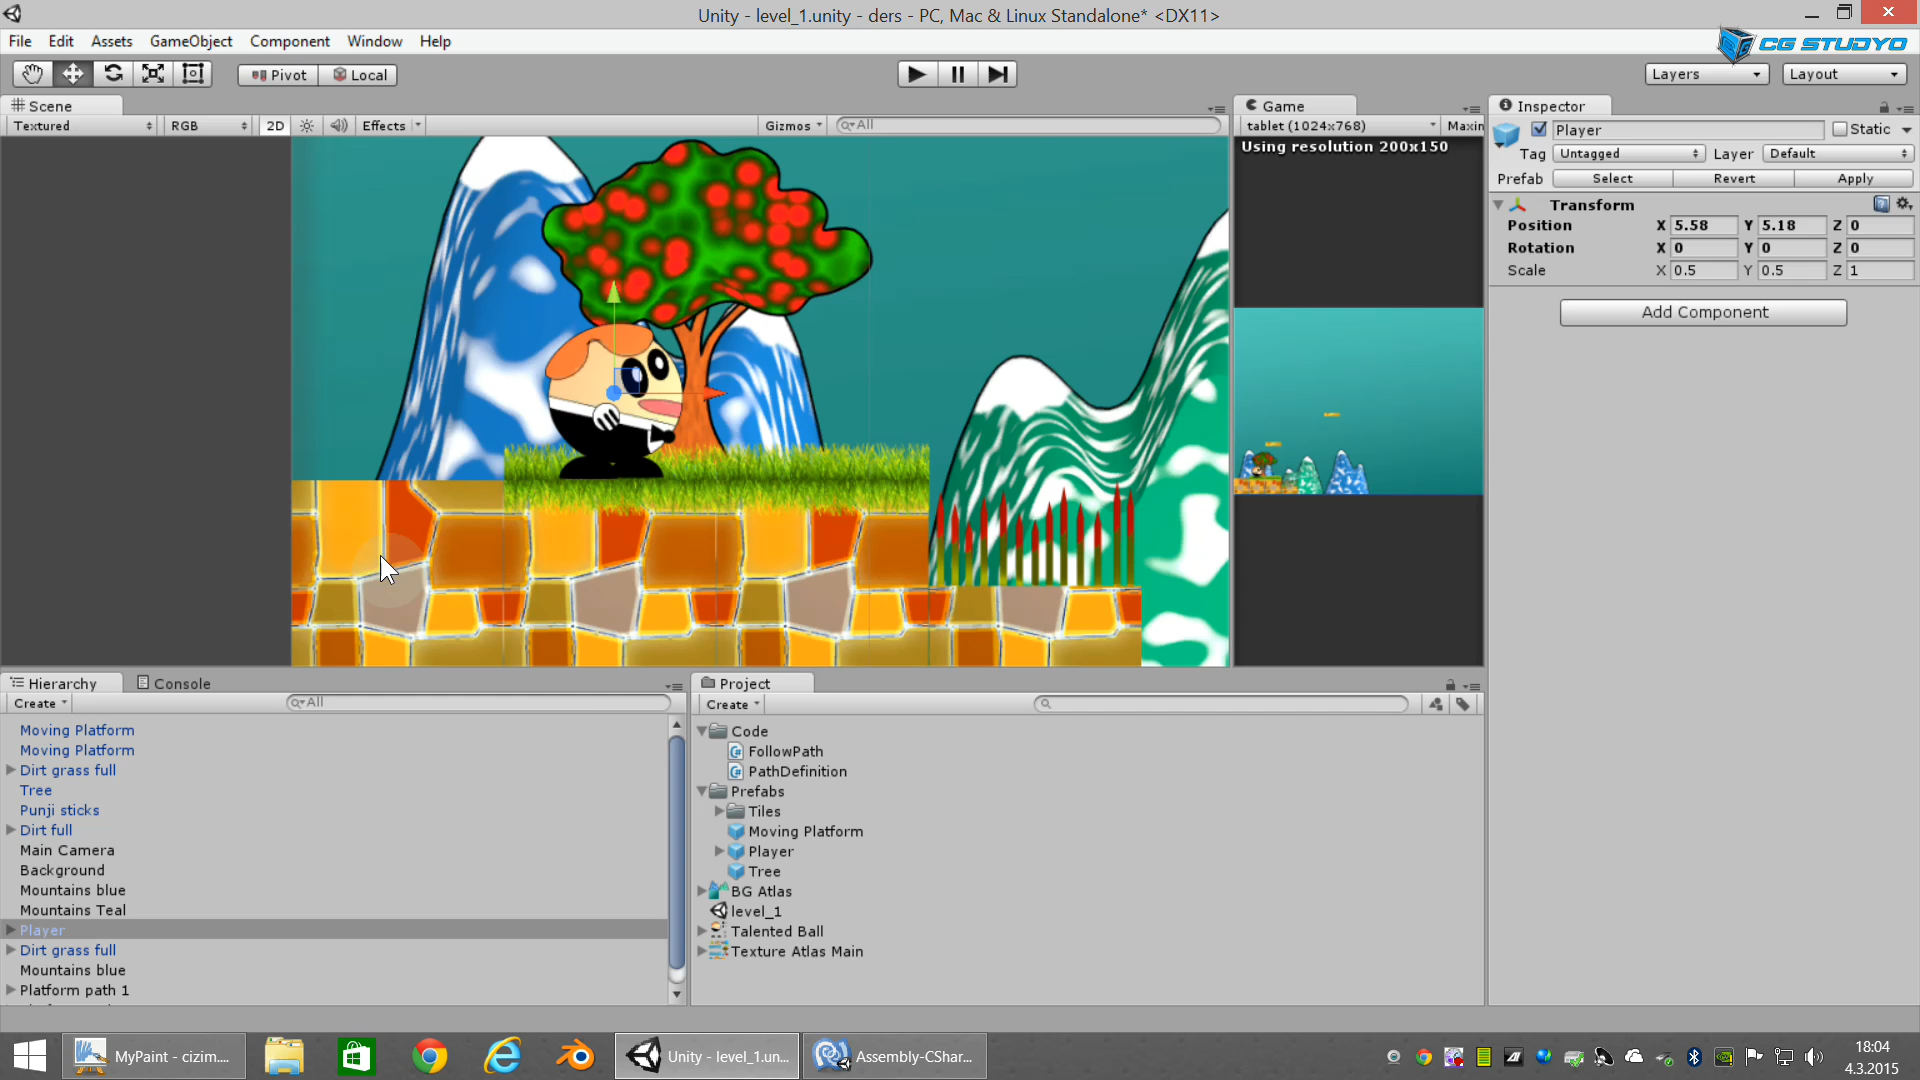 Unity - level_1.unity - ders - PC, Mac & Linux Standalone* <DX11>
File Edit Assets GameObject Component Window Help
CG STUDYO
Pivot Local
Layers Layout
Scene
Textured RGB 2D Effects Gizmos All
Game
tablet (1024x768) Maxin
Using resolution 200x150
Inspector
Player Static
Tag Untagged Layer Default
Prefab Select Revert Apply
Transform
Position X 5.58 Y 5.18 Z 0
Rotation X 0 Y 0 Z 0
Scale X 0.5 Y 0.5 Z 1
Add Component
Hierarchy Console
Create All
Moving Platform
Moving Platform
Dirt grass full
Tree
Punji sticks
Dirt full
Main Camera
Background
Mountains blue
Mountains Teal
Player
Dirt grass full
Mountains blue
Platform path 1
Project
Create
Code
FollowPath
PathDefinition
Prefabs
Tiles
Moving Platform
Player
Tree
BG Atlas
level_1
Talented Ball
Texture Atlas Main
MyPaint - cizim....
Unity - level_1.un...
Assembly-CShar...
18:04
4.3.2015